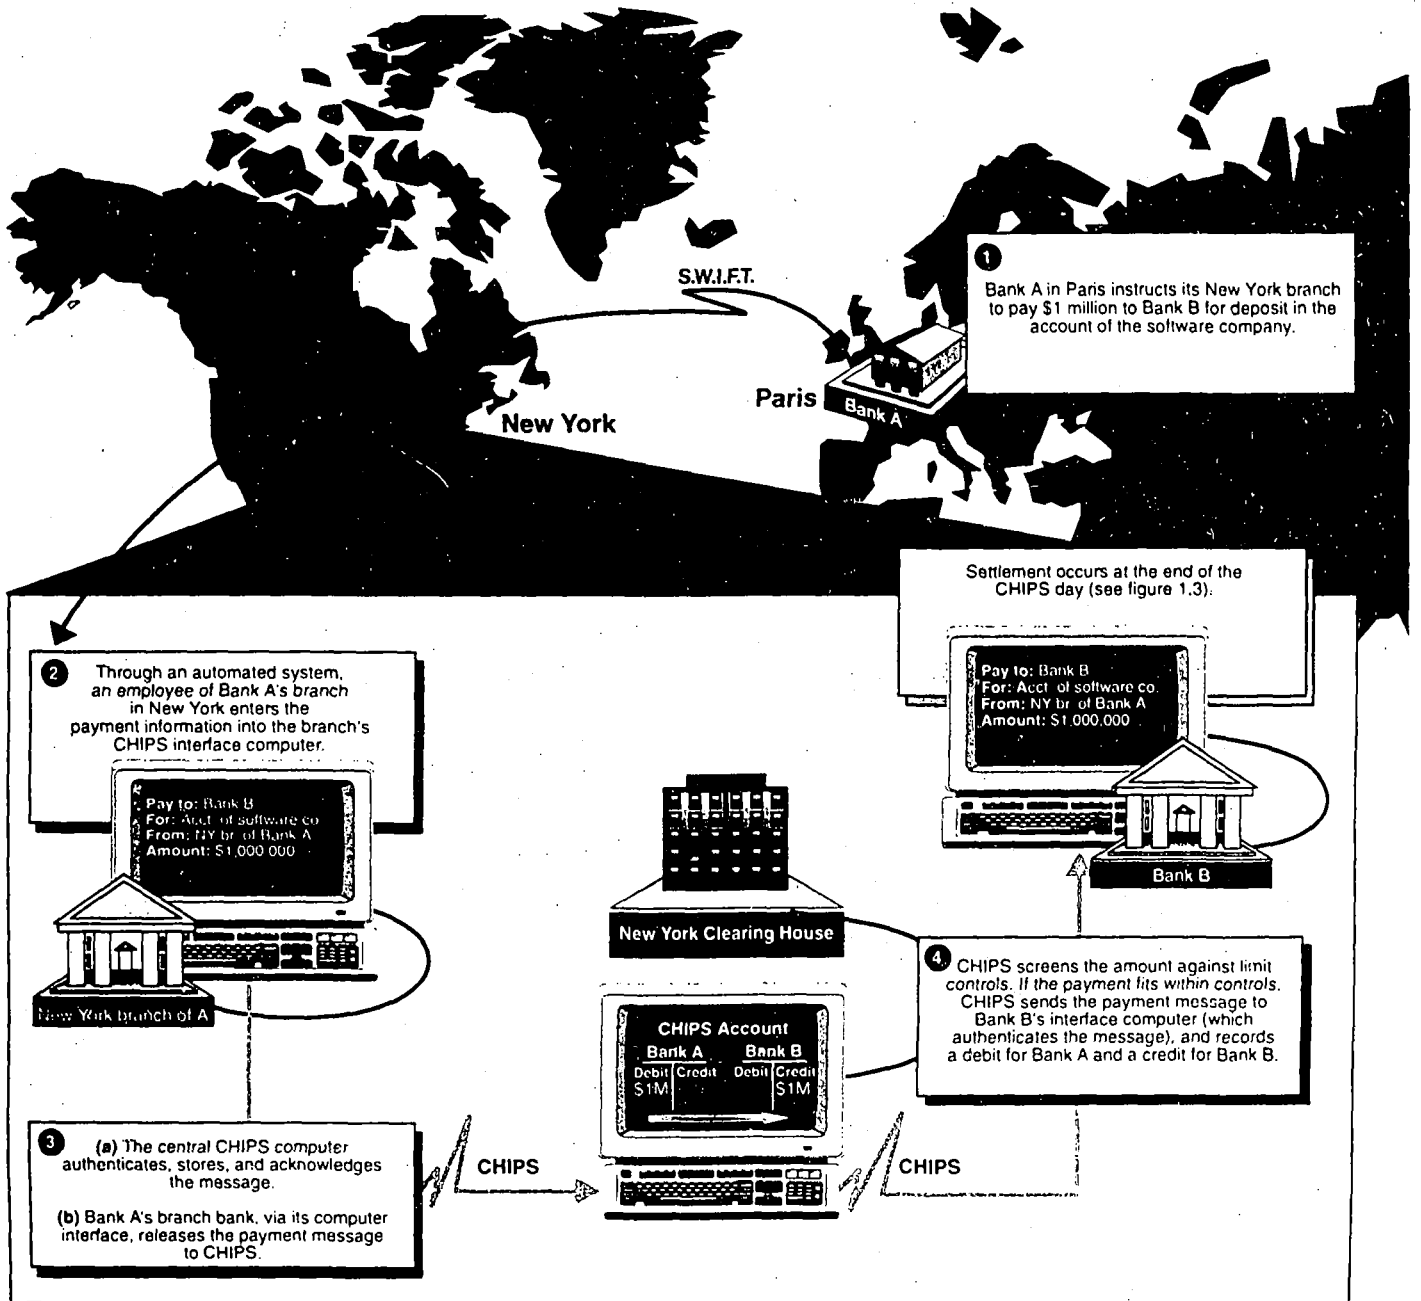 S.W.I.F.T.
1
Bank A in Paris instructs its New York branch
to pay $1 million to Bank B for deposit in the
account of the software company.
Paris
Bank A
New York
Settlement occurs at the end of the
CHIPS day (see figure 1.3).
Pay to: Bank B
For: Acct. of software co.
From: NY br. of Bank A
Amount: $1,000,000
Bank B
2
Through an automated system,
an employee of Bank A's branch
in New York enters the
payment information into the branch's
CHIPS interface computer.
Pay to: Bank B
For: Acct. of software co
From: NY br. of Bank A
Amount: $1,000 000
New York branch of A
3
(a) The central CHIPS computer
authenticates, stores, and acknowledges
the message.
(b) Bank A's branch bank, via its computer
interface, releases the payment message
to CHIPS.
CHIPS
New York Clearing House
CHIPS Account
Bank A Bank B
Debit Credit Debit Credit
$1M $1M
CHIPS
4
CHIPS screens the amount against limit
controls. If the payment fits within controls,
CHIPS sends the payment message to
Bank B's interface computer (which
authenticates the message), and records
a debit for Bank A and a credit for Bank B.